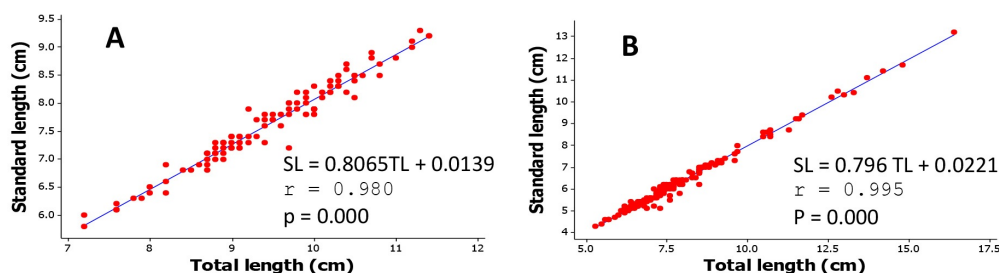 A
Standard length (cm)
9.5
9.0
8.5
8.0
7.5
7.0
6.5
6.0
SL = 0.8065TL + 0.0139
r = 0.980
p = 0.000
7 8 9 10 11 12
Total length (cm)
B
Standard length (cm)
13
12
11
10
9
8
7
6
5
4
SL = 0.796 TL + 0.0221
r = 0.995
P = 0.000
5.0 7.5 10.0 12.5 15.0 17.5
Total length (cm)